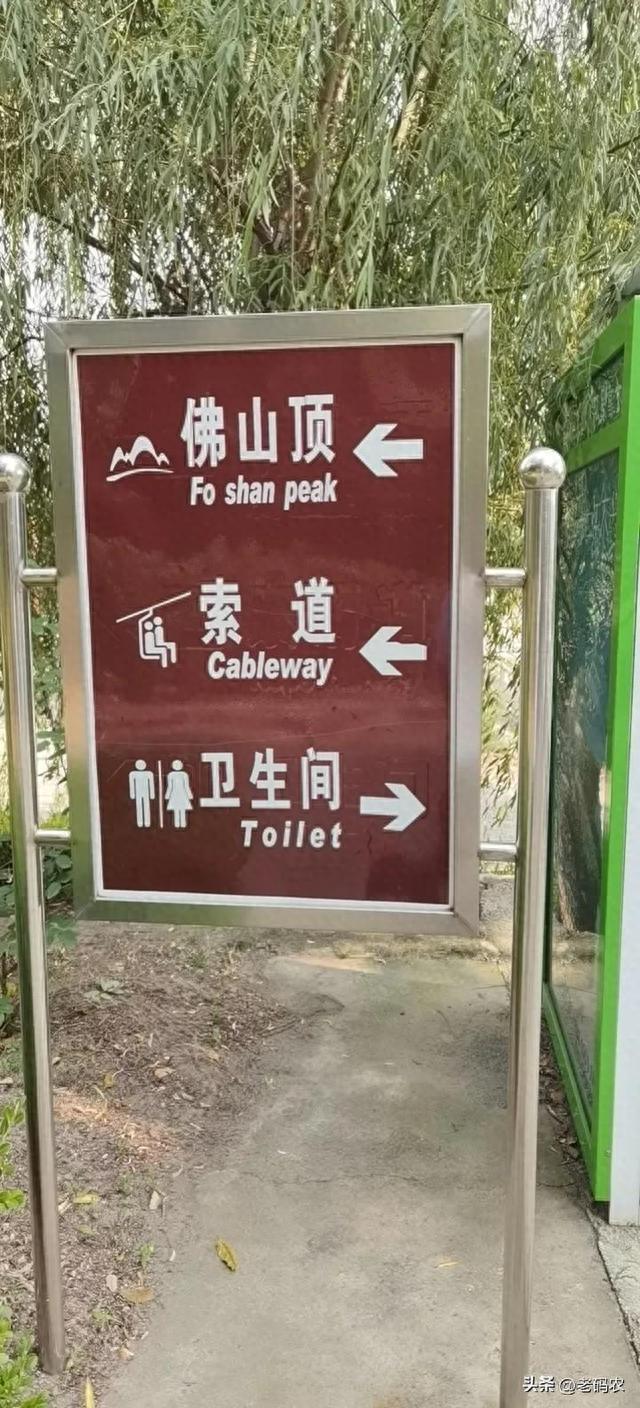 佛山顶
Fo shan peak
索道
Cableway
卫生间
Toilet
头条 @老码农